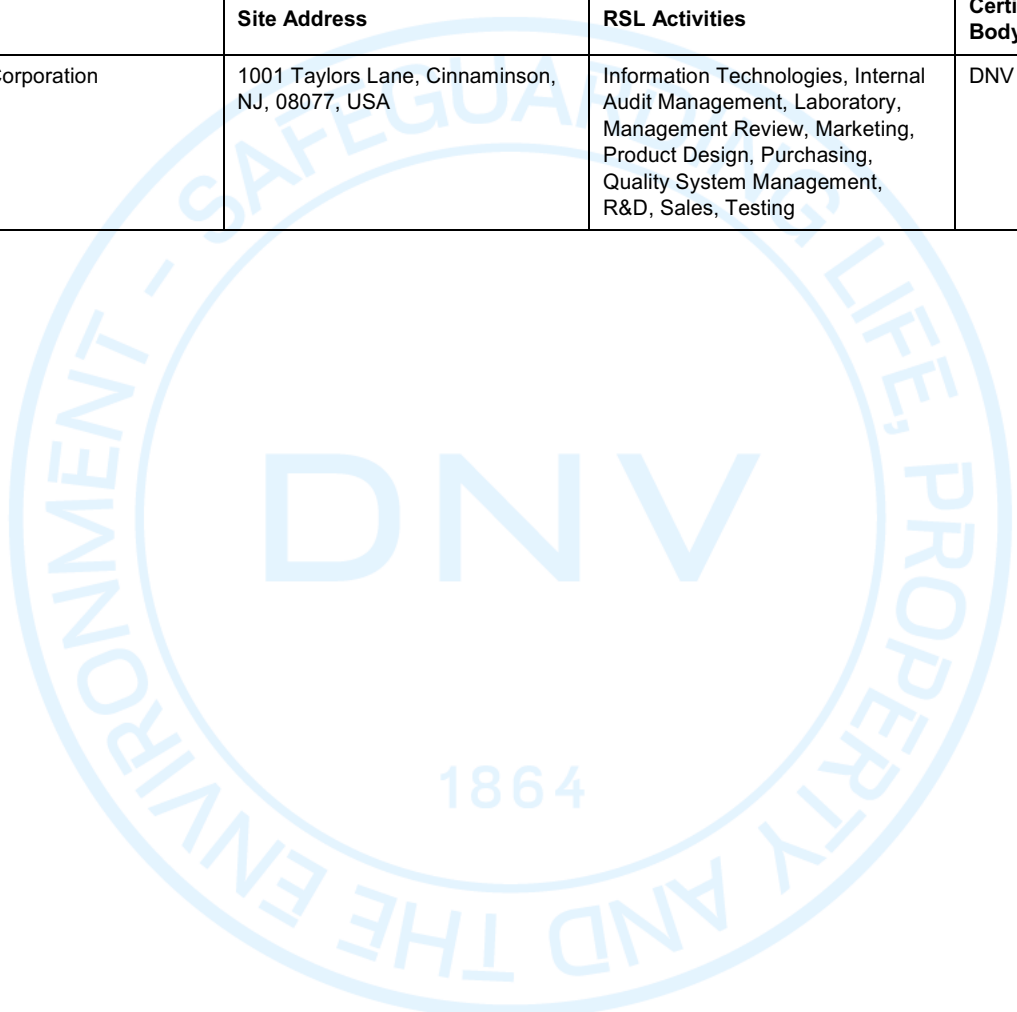 Site Address
RSL Activities
Certi
Body
Corporation
1001 Taylors Lane, Cinnaminson,
NJ, 08077, USA
Information Technologies, Internal
Audit Management, Laboratory,
Management Review, Marketing,
Product Design, Purchasing,
Quality System Management,
R&D, Sales, Testing
DNV
SAFEGUARDING LIFE, PROPERTY AND THE ENVIRONMENT -
DNV
1864